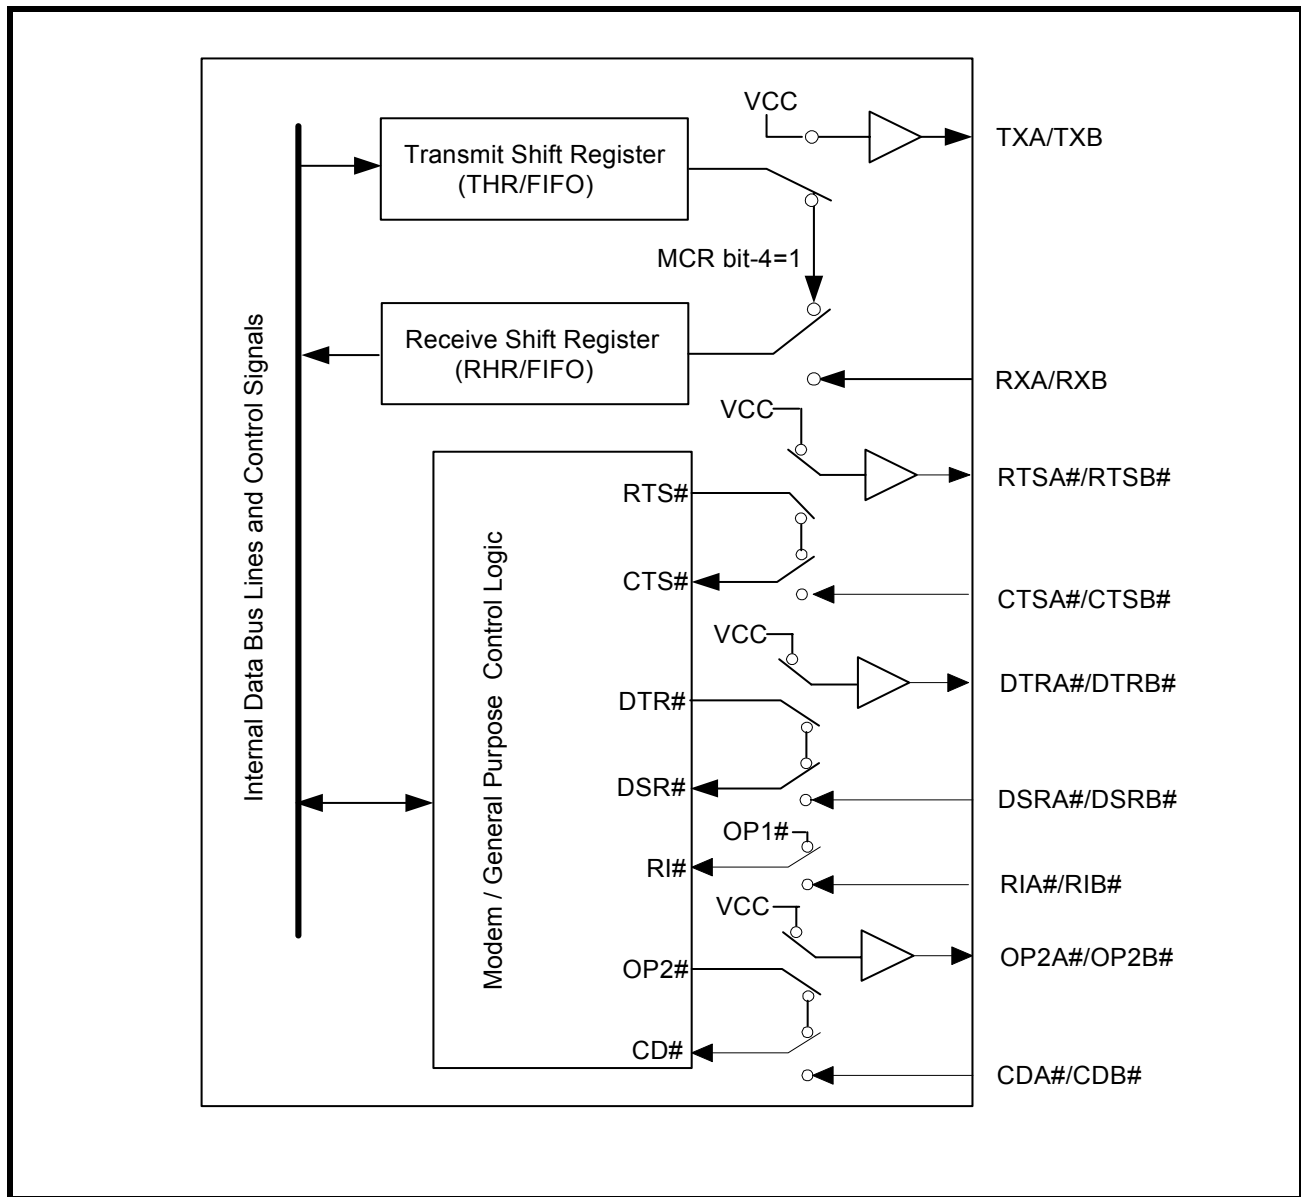 VCC
TXA/TXB
Transmit Shift Register
(THR/FIFO)
MCR bit-4=1
Receive Shift Register
(RHR/FIFO)
RXA/RXB
Internal Data Bus Lines and Control Signals
VCC
RTSA#/RTSB#
RTS#
CTS#
CTSA#/CTSB#
Modem / General Purpose Control Logic
VCC
DTRA#/DTRB#
DTR#
DSR#
DSRA#/DSRB#
OP1#
RI#
RIA#/RIB#
VCC
OP2A#/OP2B#
OP2#
CD#
CDA#/CDB#